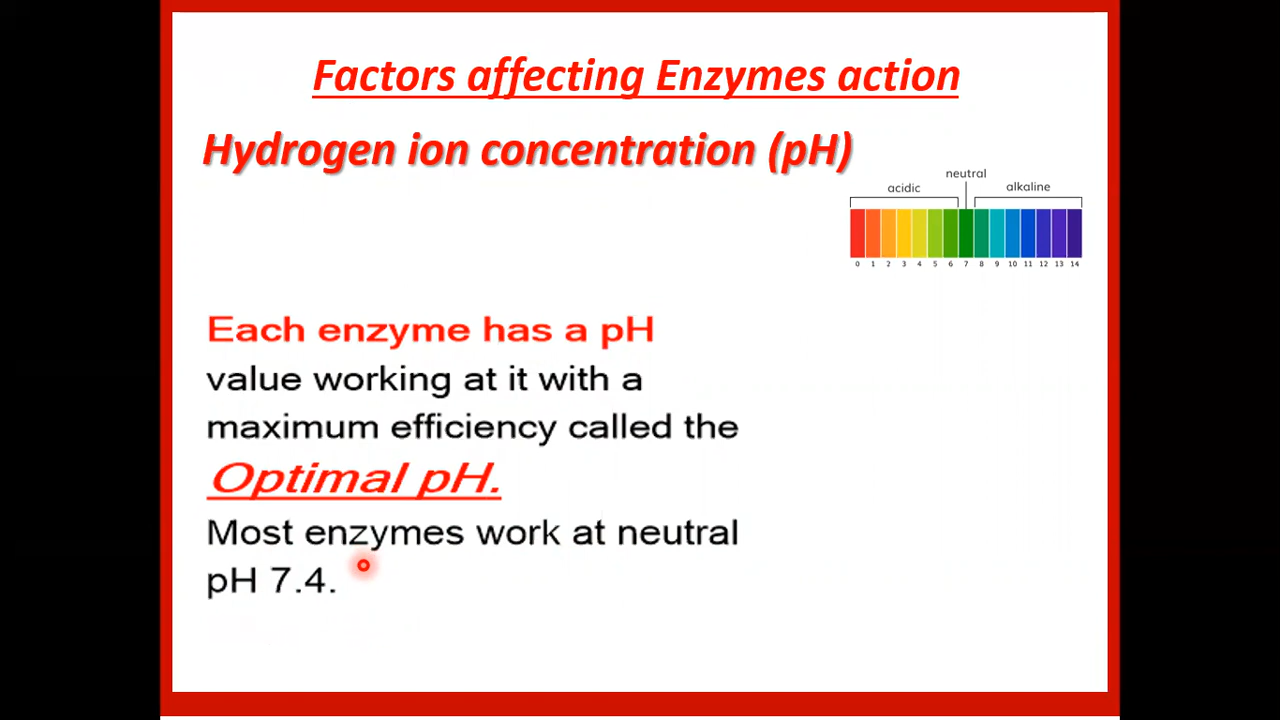 Factors affecting Enzymes action
Hydrogen ion concentration (pH)
neutral
acidic
alkaline
0 1 2 3 4 5 6 7 8 9 10 11 12 13 14
Each enzyme has a pH
value working at it with a
maximum efficiency called the
Optimal pH.
Most enzymes work at neutral
pH 7.4.